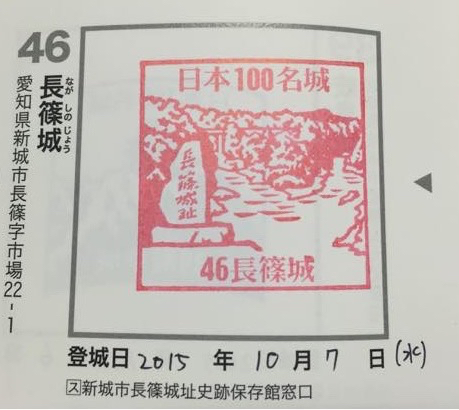 46
長篠城
ながしのじょう
愛知県新城市長篠字市場22-1
日本100名城
長篠城址
46長篠城
登城日 2015 年 10 月 7 日 (水)
ス新城市長篠城址史跡保存館窓口